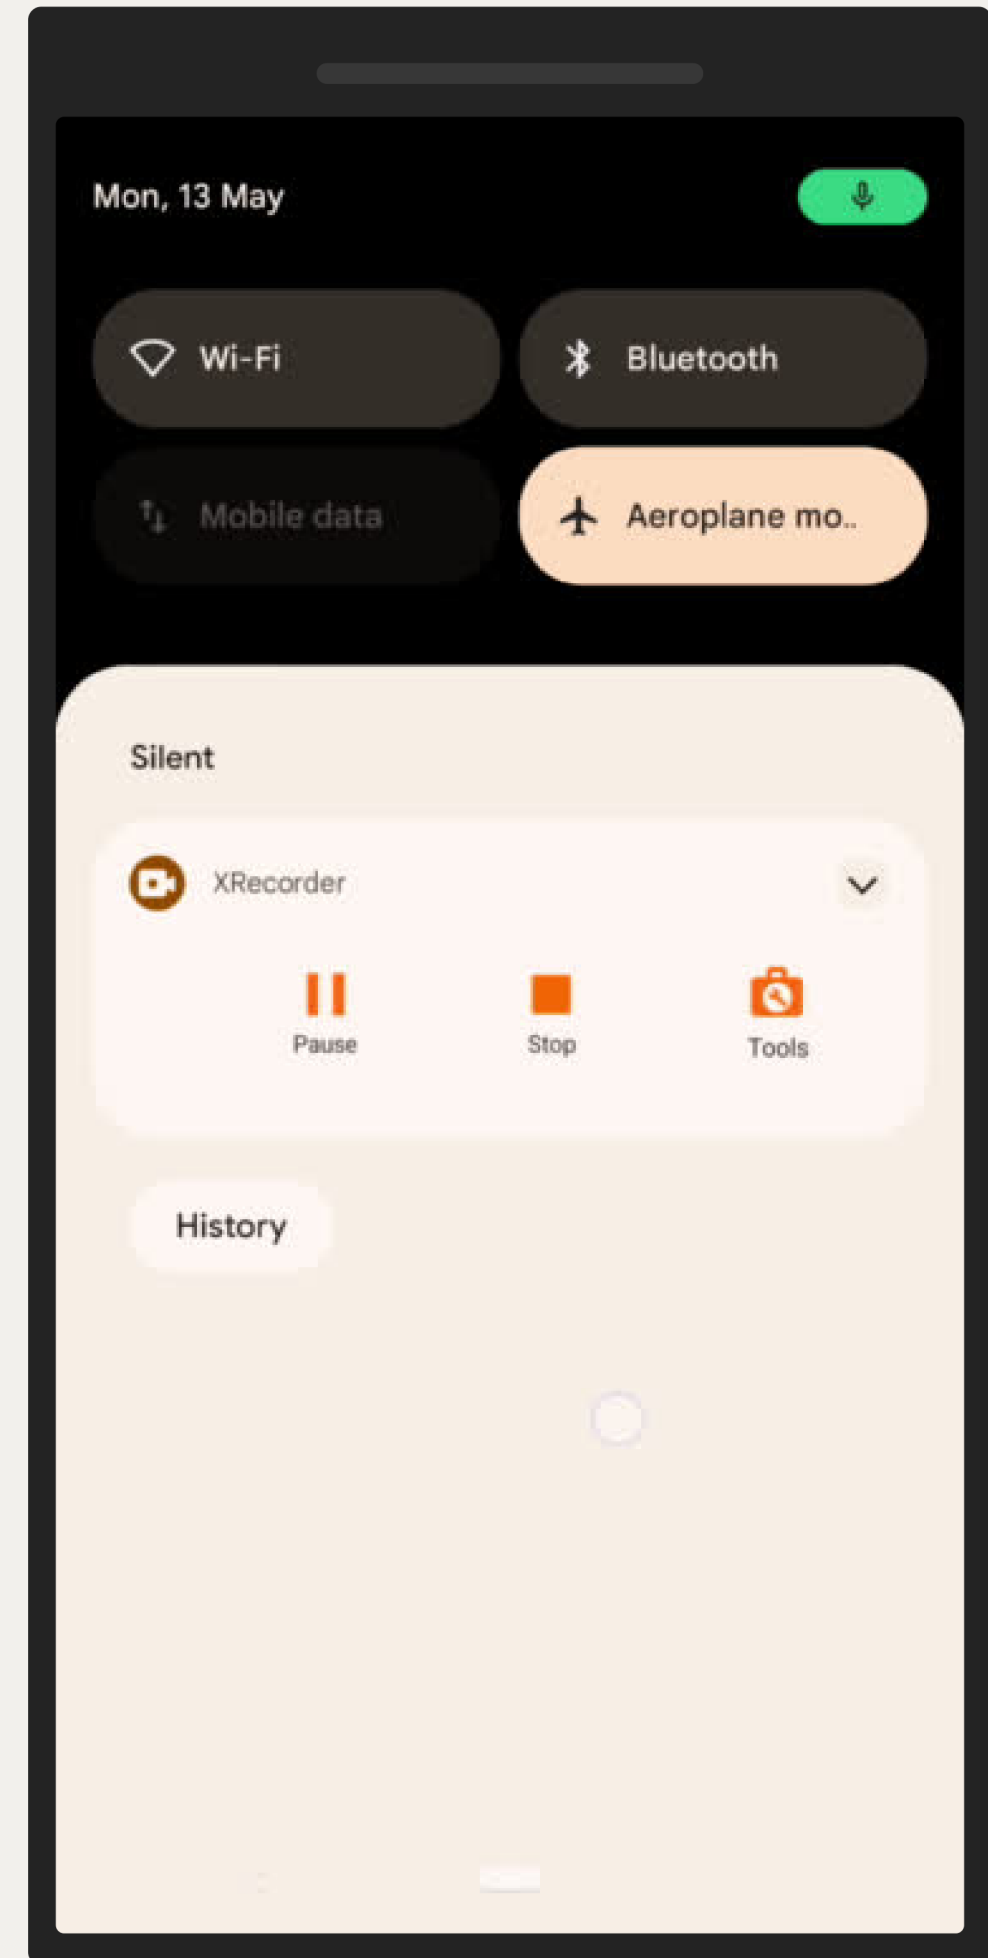 Mon, 13 May
Wi-Fi
Bluetooth
Mobile data
Aeroplane mo..
Silent
XRecorder
Pause
Stop
Tools
History